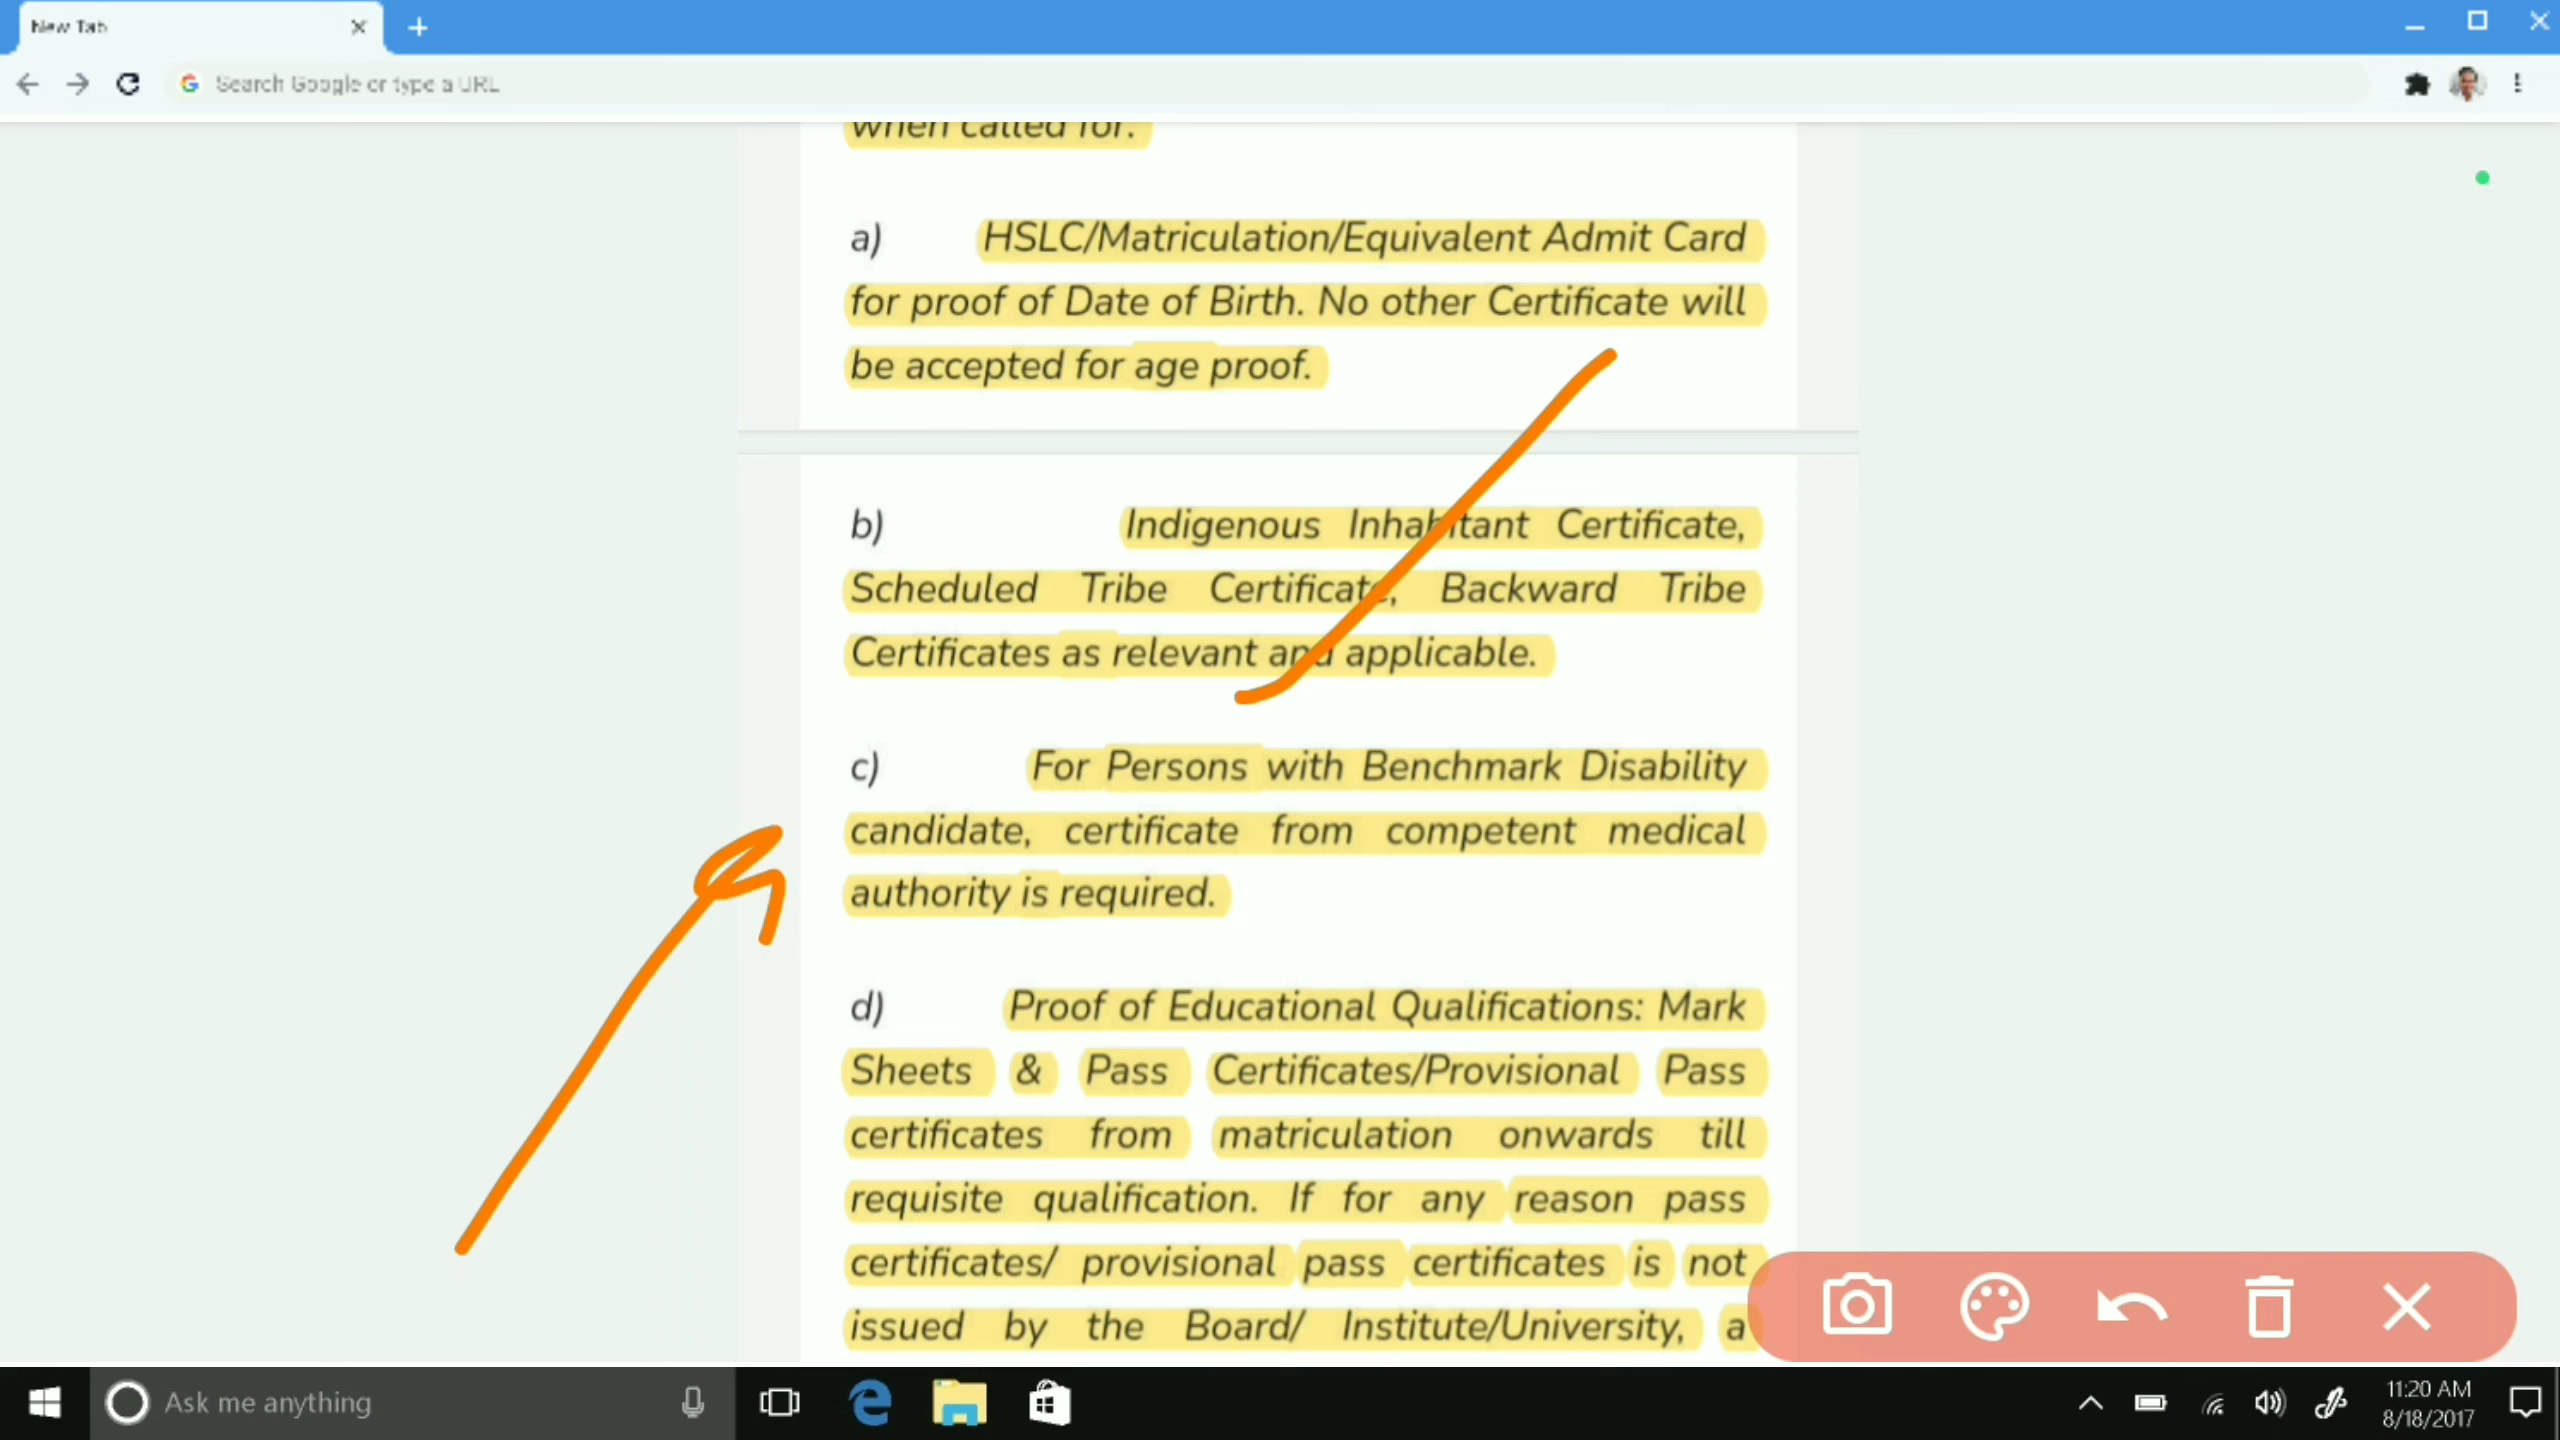 New Tab
Search Google or type a URL
when called for.
a) HSLC/Matriculation/Equivalent Admit Card
for proof of Date of Birth. No other Certificate will
be accepted for age proof.
b) Indigenous Inhabitant Certificate,
Scheduled Tribe Certificate, Backward Tribe
Certificates as relevant and applicable.
c) For Persons with Benchmark Disability
candidate, certificate from competent medical
authority is required.
d) Proof of Educational Qualifications: Mark
Sheets & Pass Certificates/Provisional Pass
certificates from matriculation onwards till
requisite qualification. If for any reason pass
certificates/ provisional pass certificates is not
issued by the Board/ Institute/University, a
Ask me anything
11:20 AM
8/18/2017